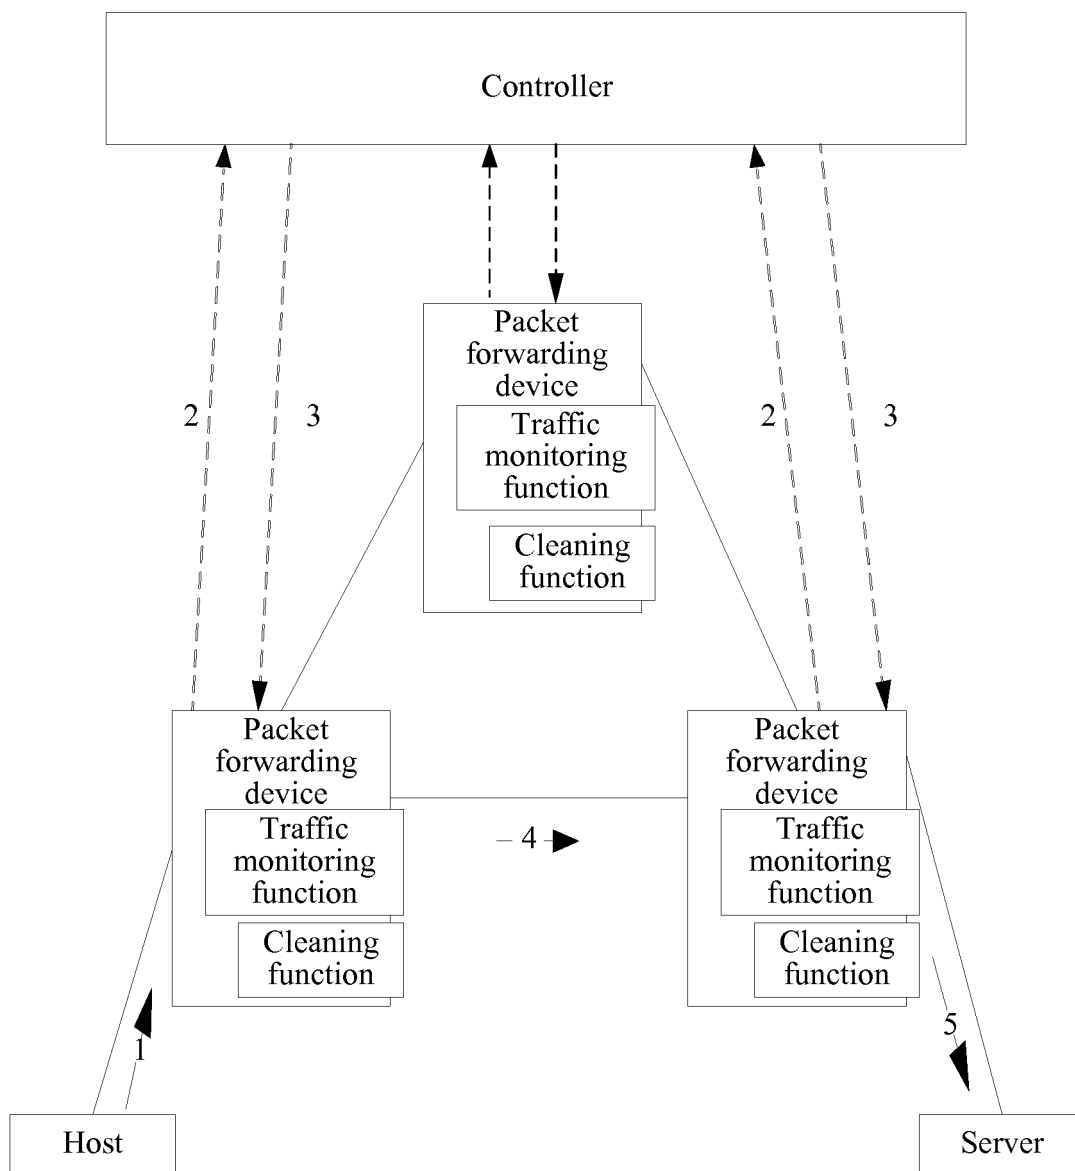 Controller
Packet
forwarding
device
2
3
2
3
Traffic
monitoring
function
Cleaning
function
Packet
forwarding
device
Traffic
monitoring
function
Cleaning
function
4
Packet
forwarding
device
Traffic
monitoring
function
Cleaning
function
1
5
Host
Server